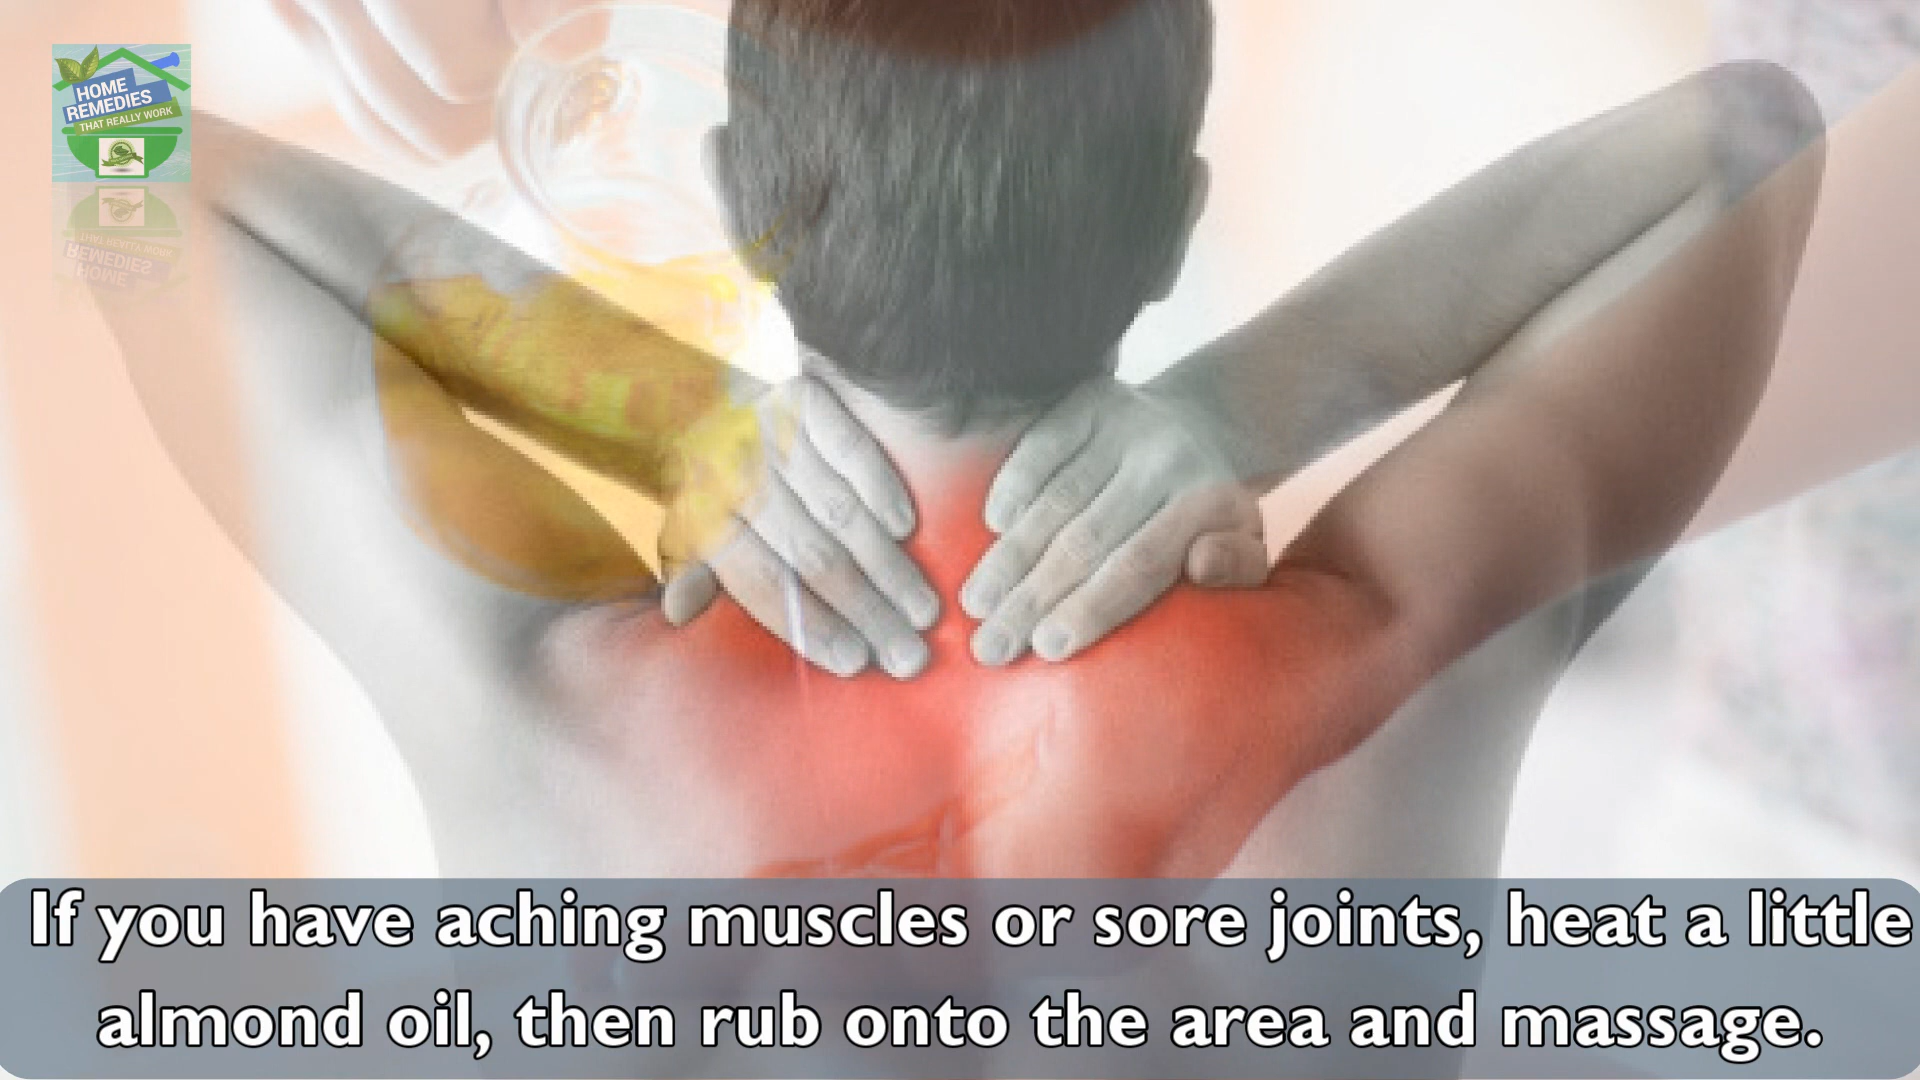 HOME
REMEDIES
THAT REALLY WORK
If you have aching muscles or sore joints, heat a little
almond oil, then rub onto the area and massage.